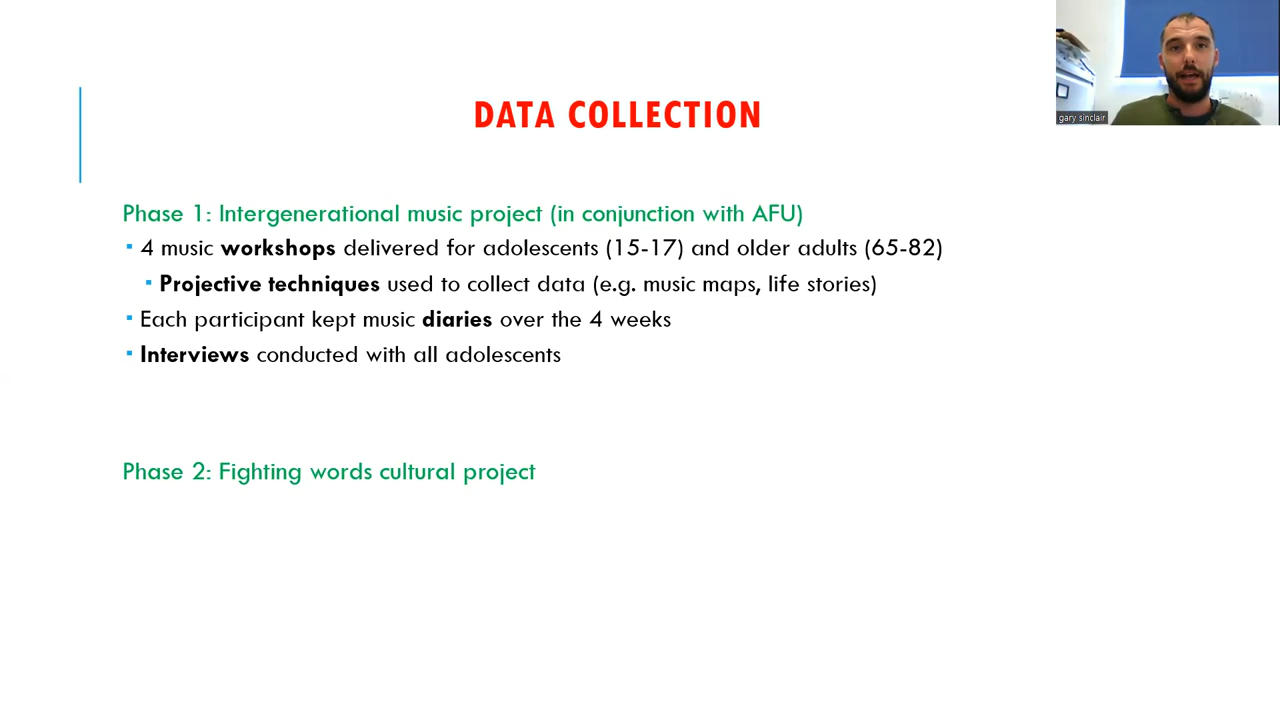 DATA COLLECTION
gary sinclair
Phase 1: Intergenerational music project (in conjunction with AFU)
4 music workshops delivered for adolescents (15-17) and older adults (65-82)
Projective techniques used to collect data (e.g. music maps, life stories)
Each participant kept music diaries over the 4 weeks
Interviews conducted with all adolescents
Phase 2: Fighting words cultural project